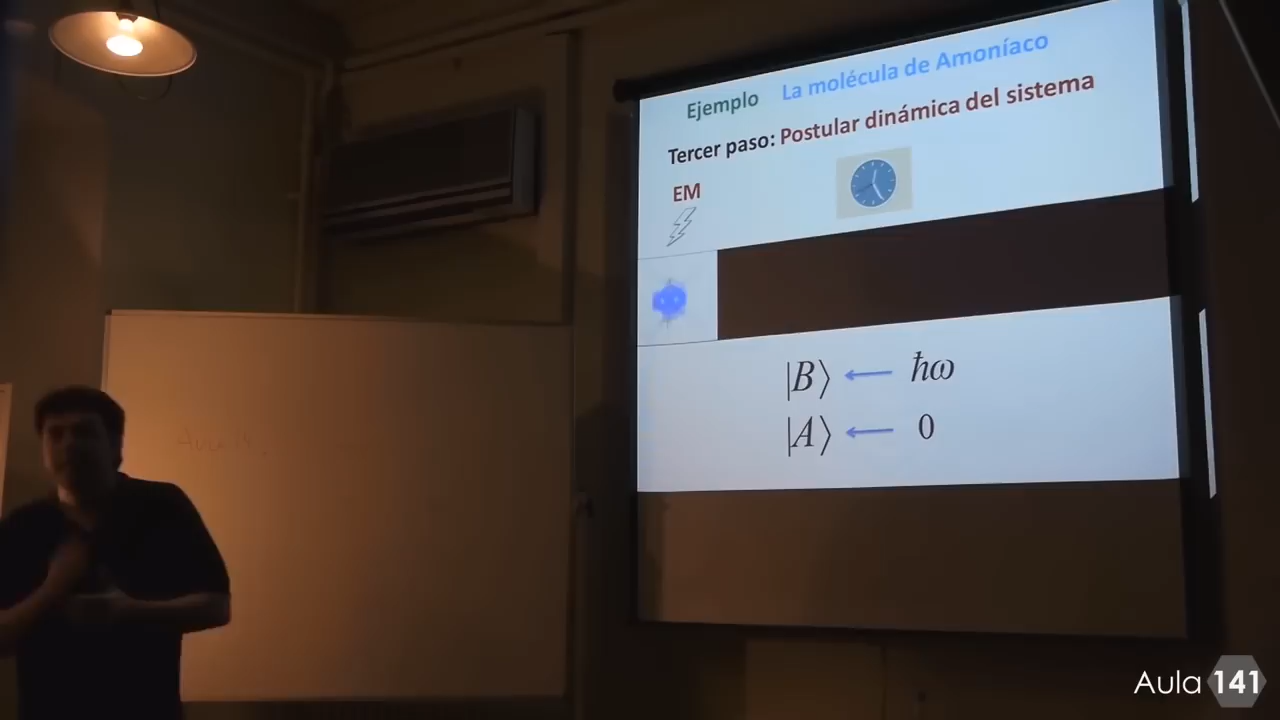 Ejemplo La molécula de Amoníaco
Tercer paso: Postular dinámica del sistema
EM
|B⟩ ← ħω
|A⟩ ← 0
Aula 141